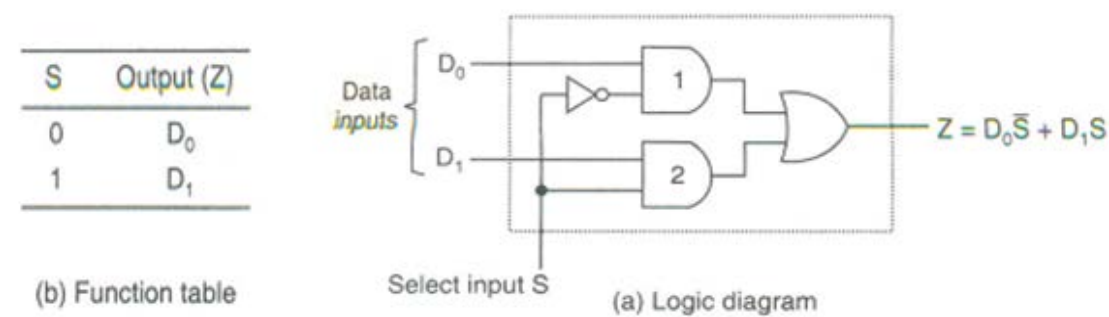 S Output (Z)
0 D₀
1 D₁
(b) Function table
Data
inputs
D₀
D₁
1
2
Z = D₀S̅ + D₁S
Select input S
(a) Logic diagram